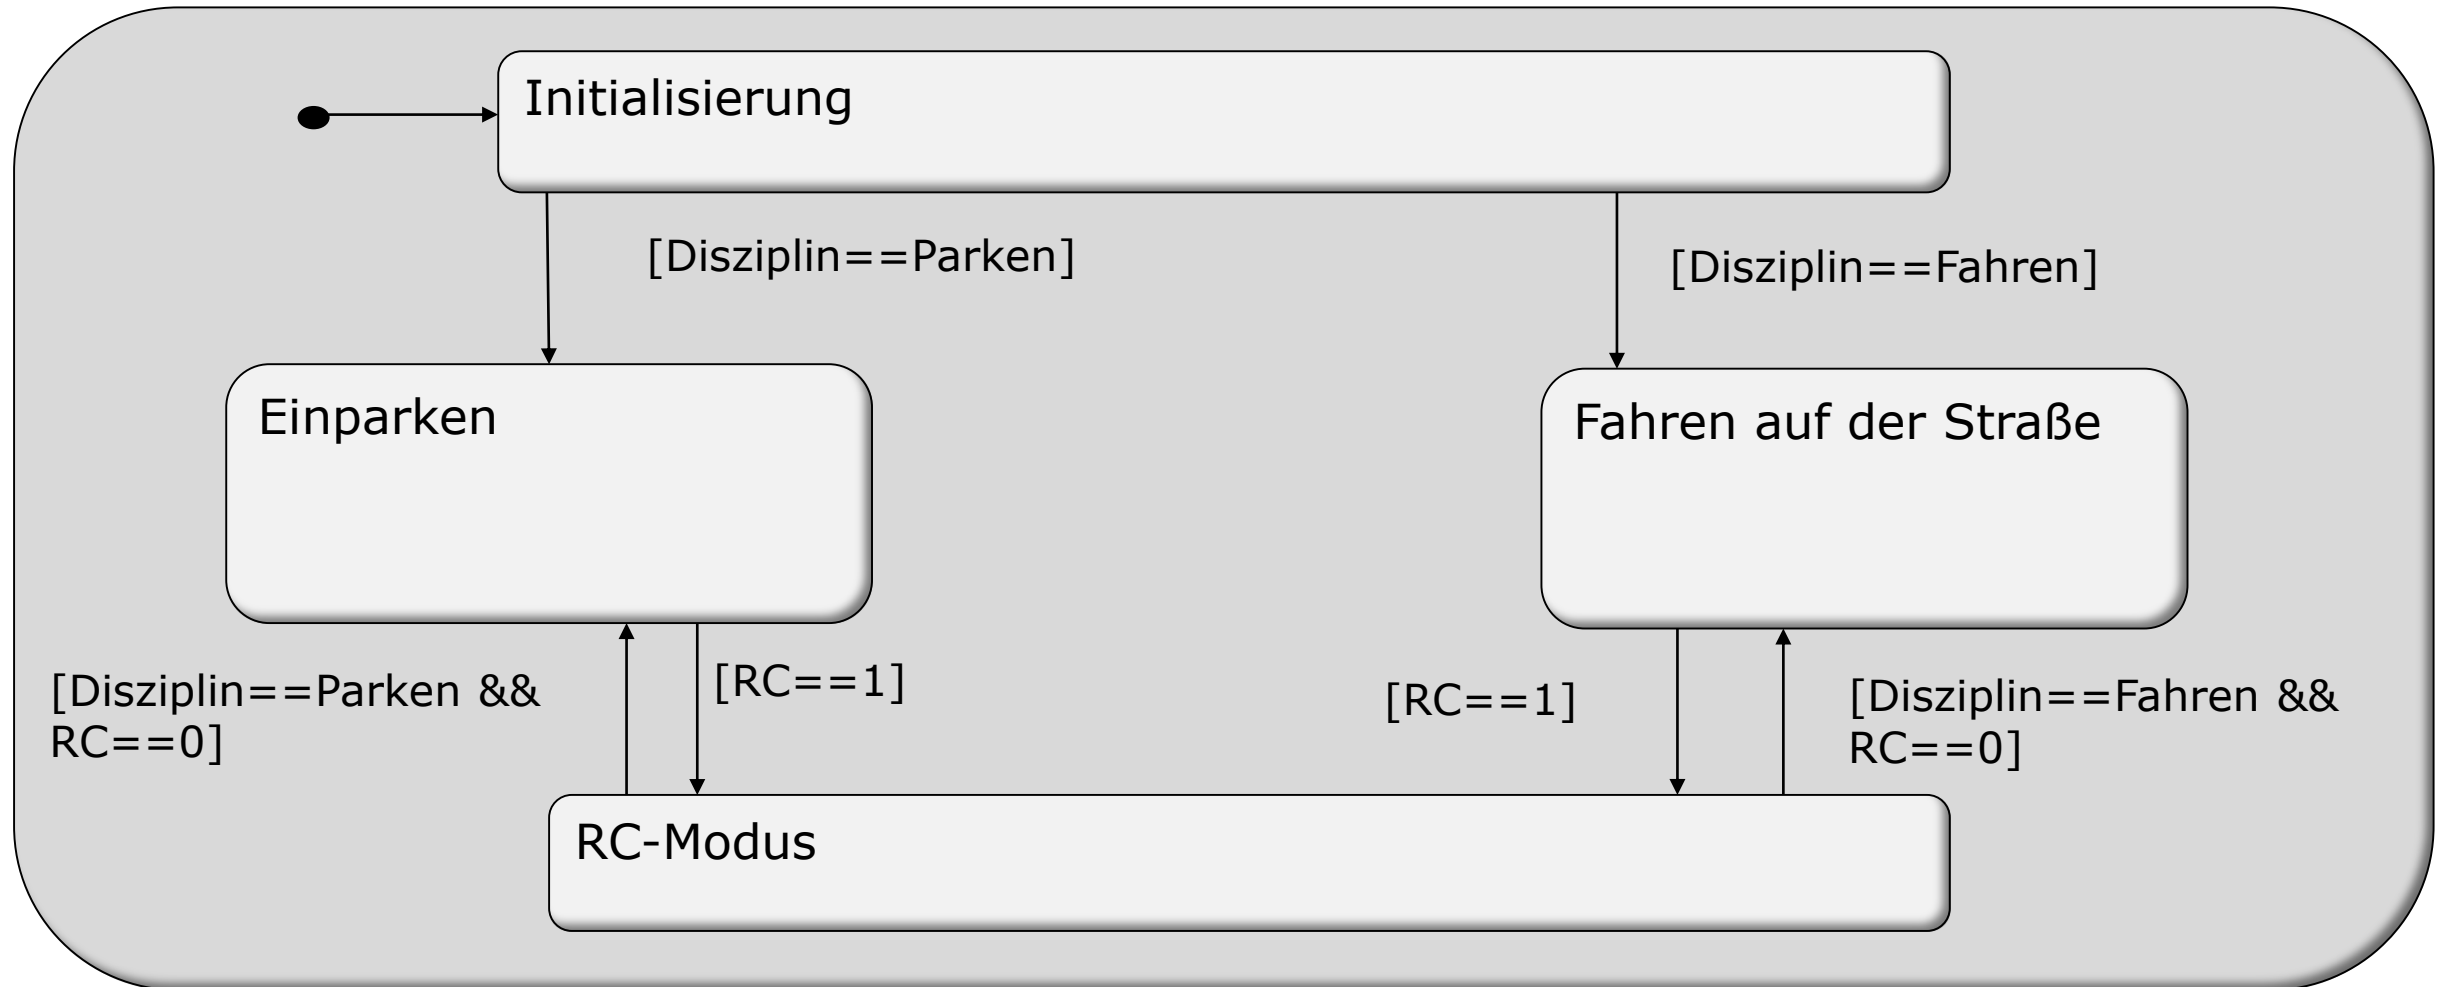 Initialisierung
[Disziplin==Parken]
[Disziplin==Fahren]
Einparken
Fahren auf der Straße
[Disziplin==Parken &&
RC==0]
[RC==1]
[RC==1]
[Disziplin==Fahren &&
RC==0]
RC-Modus